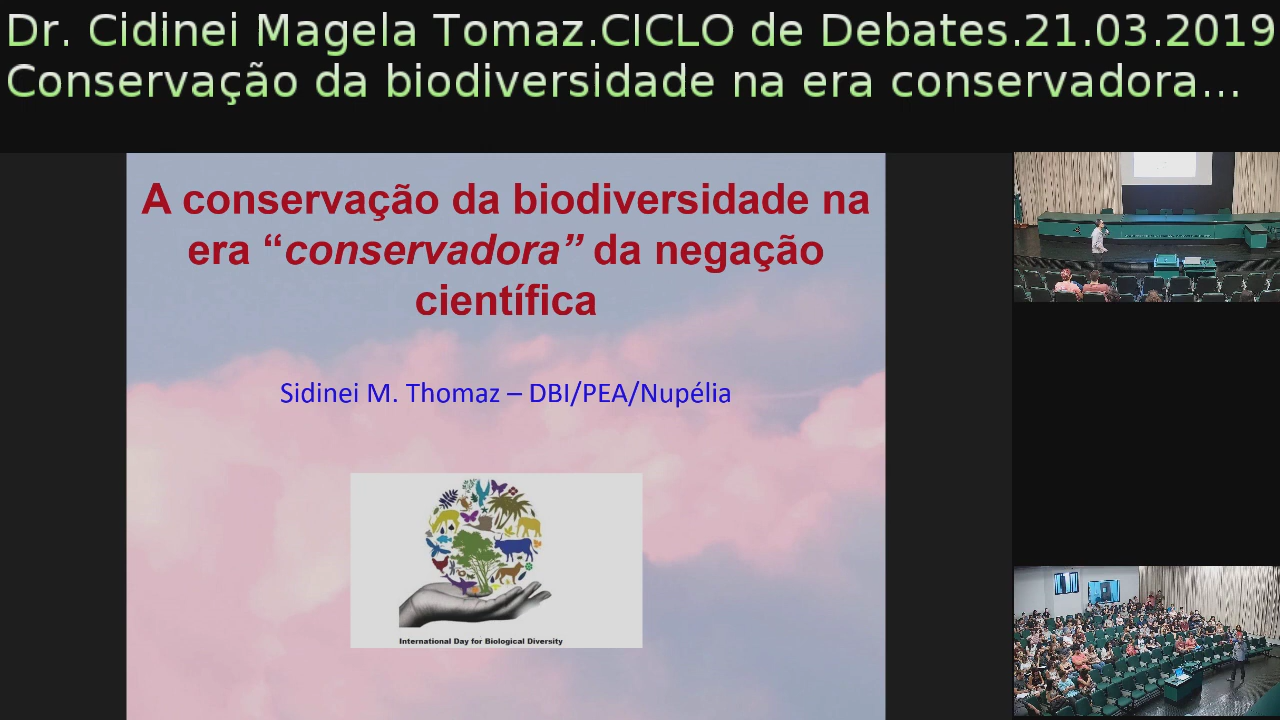 Dr. Cidinei Magela Tomaz.CICLO de Debates.21.03.2019
Conservação da biodiversidade na era conservadora...
A conservação da biodiversidade na
era “conservadora” da negação
científica
Sidinei M. Thomaz – DBI/PEA/Nupélia
International Day for Biological Diversity